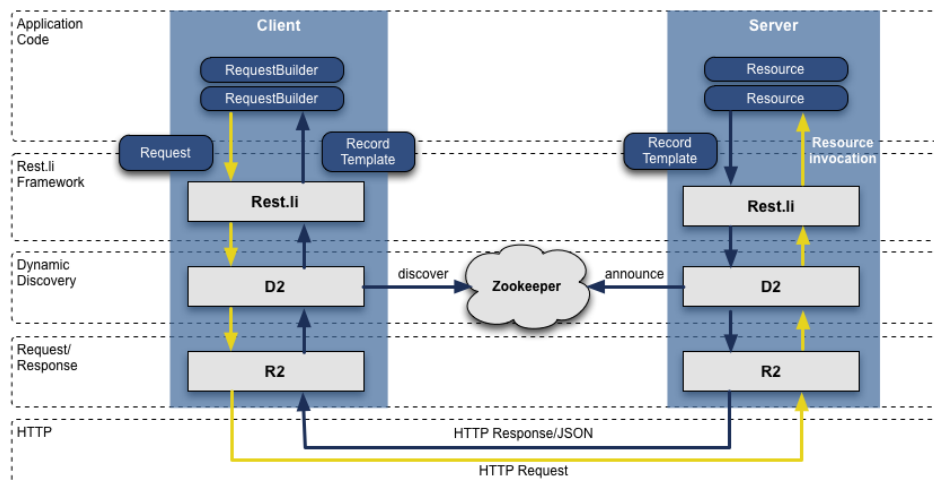 Application
Code
Client
Server
RequestBuilder
RequestBuilder
Resource
Resource
Request
Record
Template
Record
Template
Resource
invocation
Rest.li
Framework
Rest.li
Rest.li
Dynamic
Discovery
D2
discover
Zookeeper
announce
D2
Request/
Response
R2
R2
HTTP
HTTP Response/JSON
HTTP Request